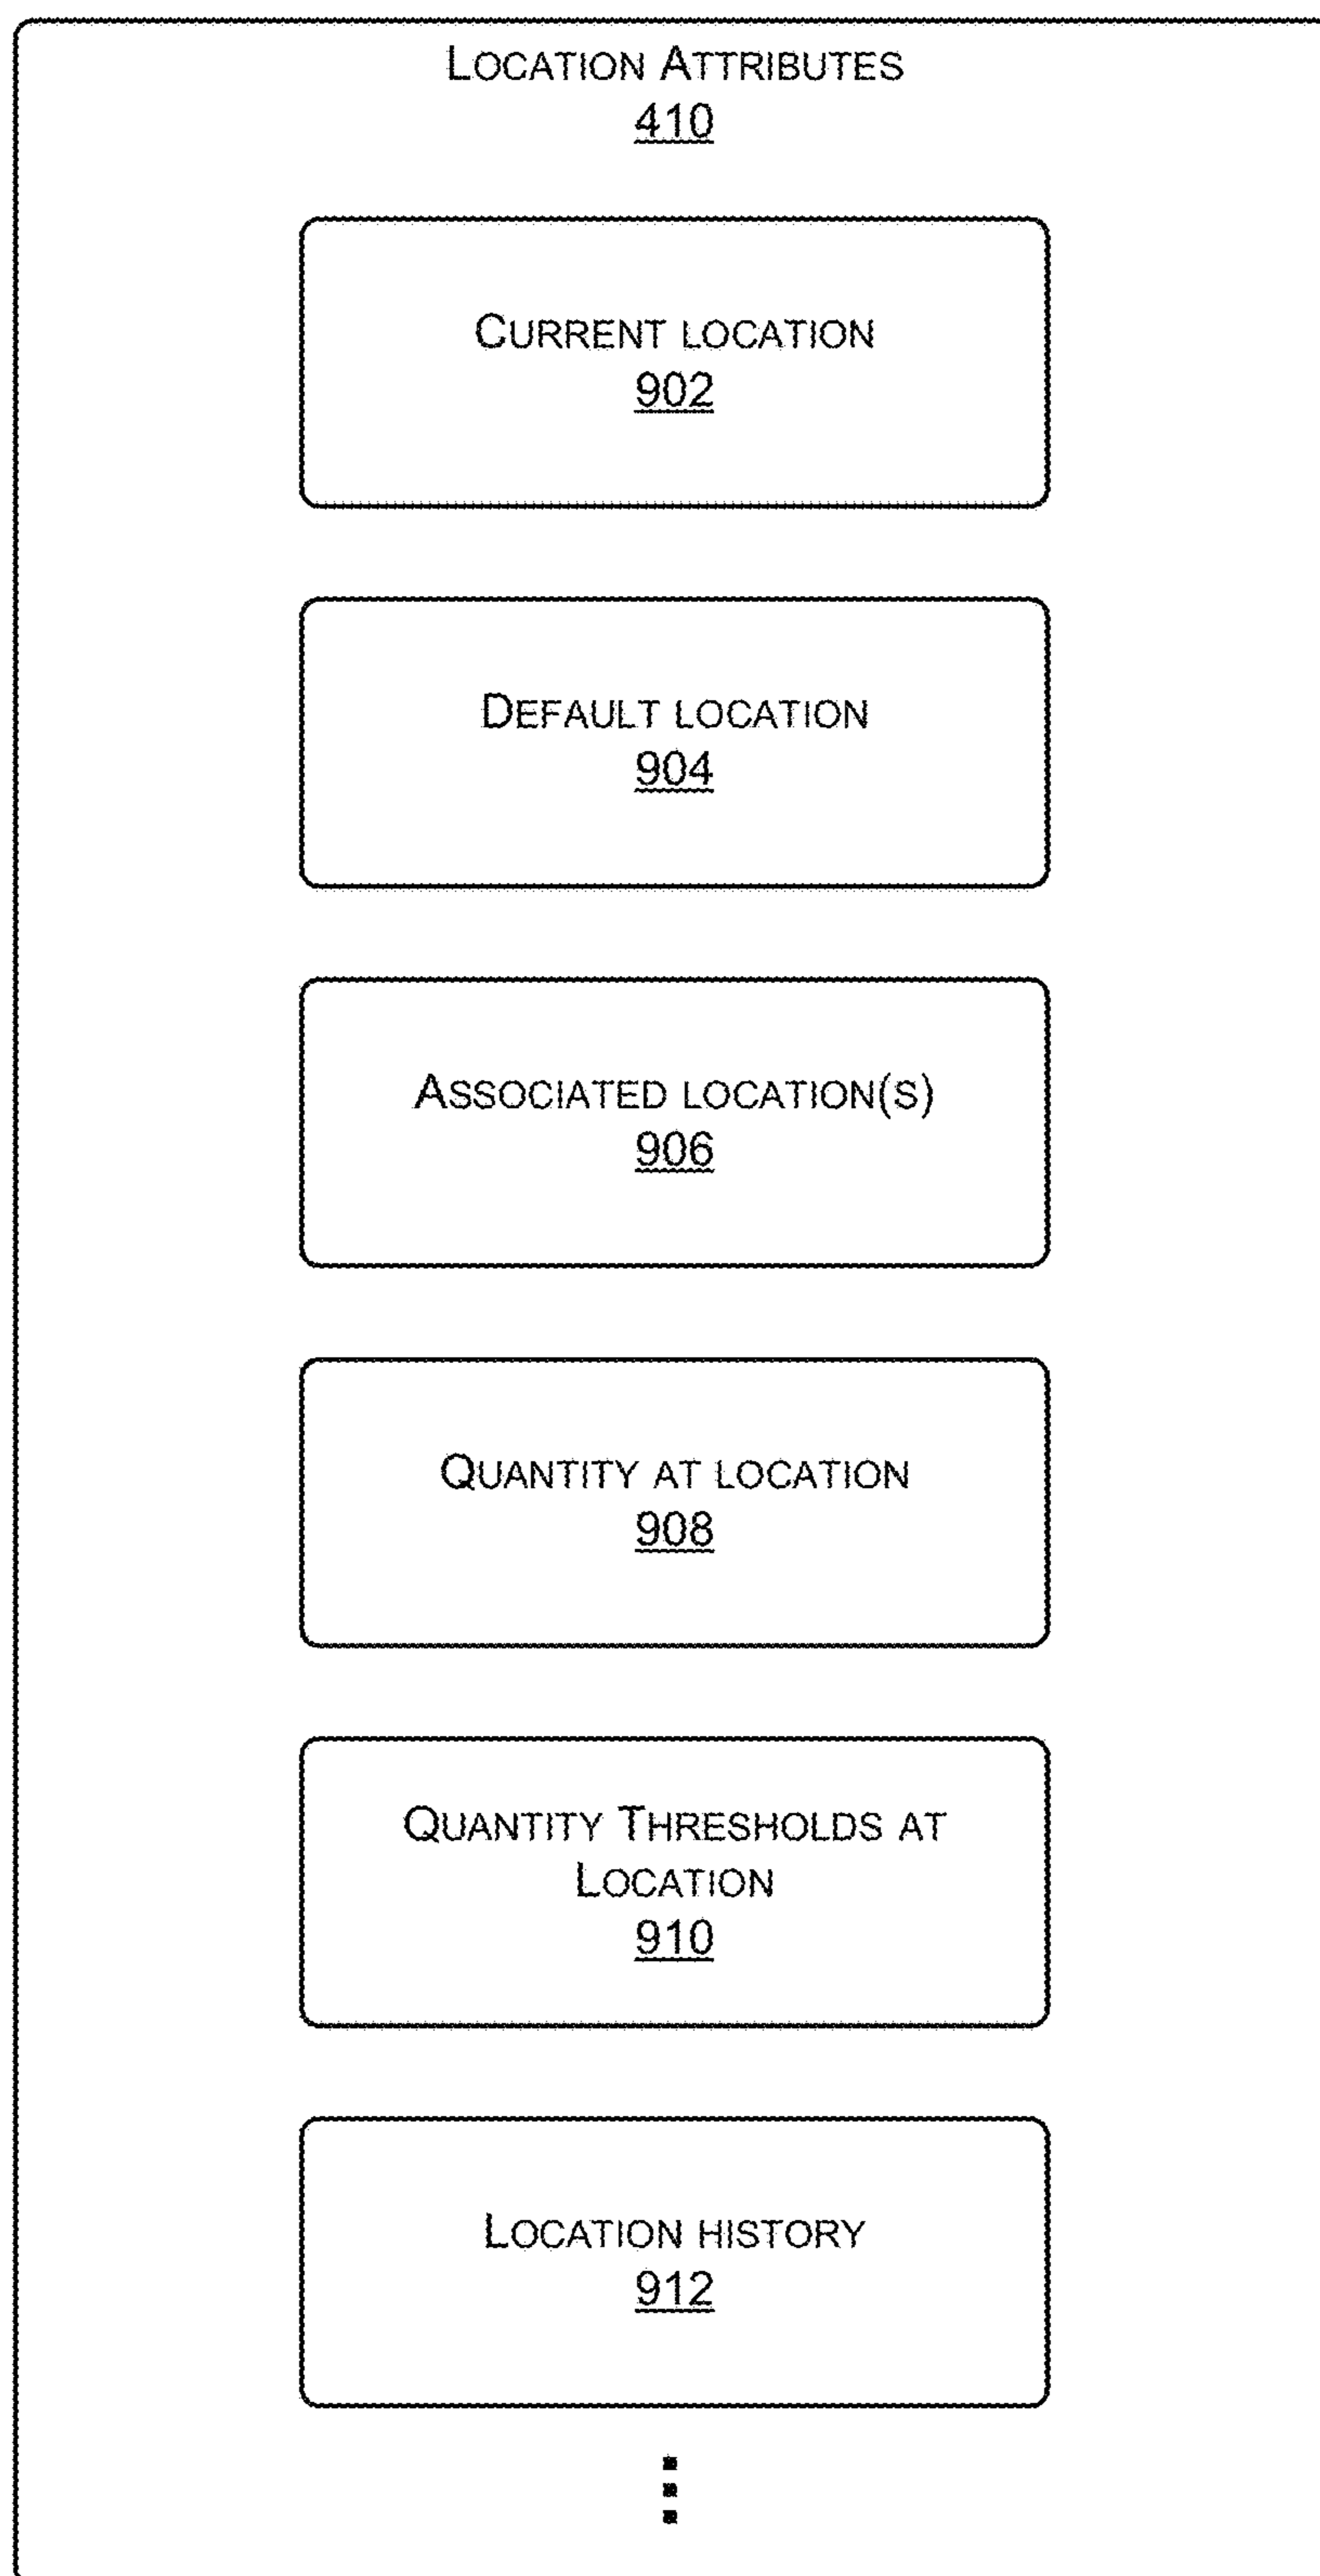 LOCATION ATTRIBUTES
410
CURRENT LOCATION
902
DEFAULT LOCATION
904
ASSOCIATED LOCATION(S)
906
QUANTITY AT LOCATION
908
QUANTITY THRESHOLDS AT
LOCATION
910
LOCATION HISTORY
912